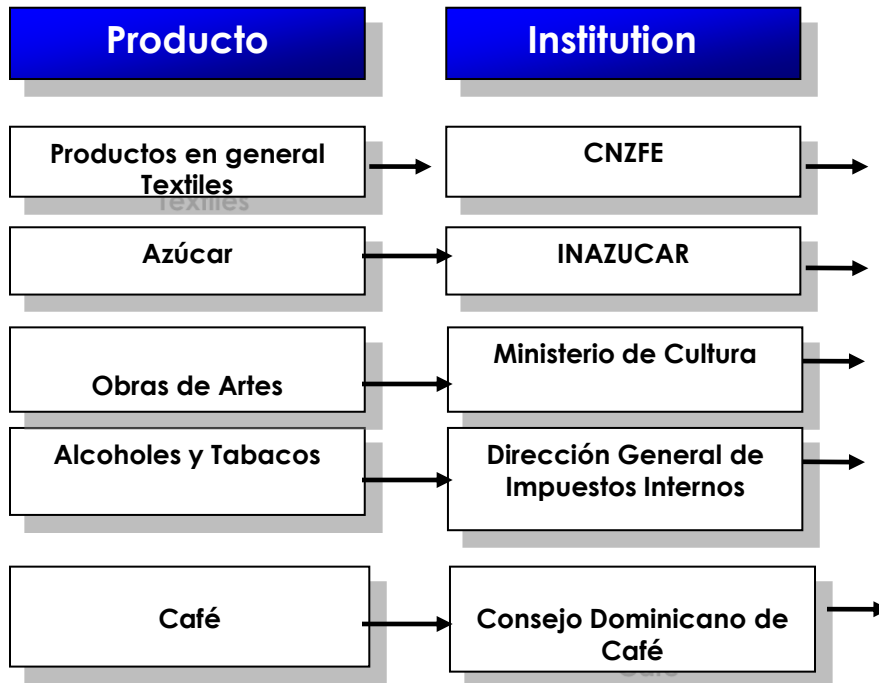 Producto
Institution
Productos en general
Textiles
CNZFE
Azúcar
INAZUCAR
Obras de Artes
Ministerio de Cultura
Alcoholes y Tabacos
Dirección General de
Impuestos Internos
Café
Consejo Dominicano de
Café